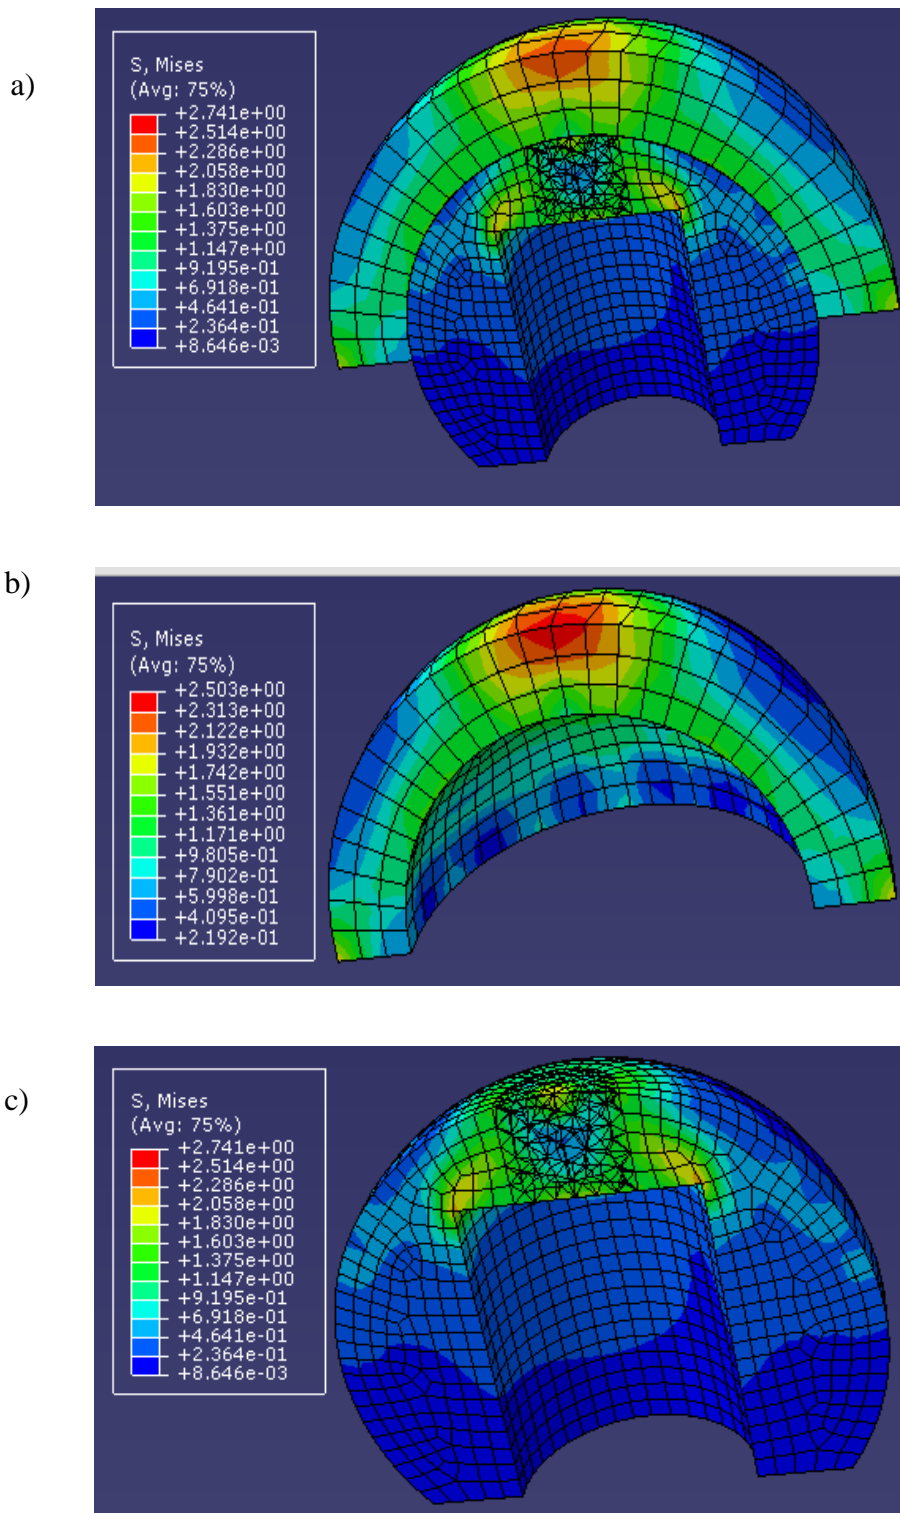 a)
S, Mises
(Avg: 75%)
+2.741e+00
+2.514e+00
+2.286e+00
+2.058e+00
+1.830e+00
+1.603e+00
+1.375e+00
+1.147e+00
+9.195e-01
+6.918e-01
+4.641e-01
+2.364e-01
+8.646e-03
b)
S, Mises
(Avg: 75%)
+2.503e+00
+2.313e+00
+2.122e+00
+1.932e+00
+1.742e+00
+1.551e+00
+1.361e+00
+1.171e+00
+9.805e-01
+7.902e-01
+5.998e-01
+4.095e-01
+2.192e-01
c)
S, Mises
(Avg: 75%)
+2.741e+00
+2.514e+00
+2.286e+00
+2.058e+00
+1.830e+00
+1.603e+00
+1.375e+00
+1.147e+00
+9.195e-01
+6.918e-01
+4.641e-01
+2.364e-01
+8.646e-03